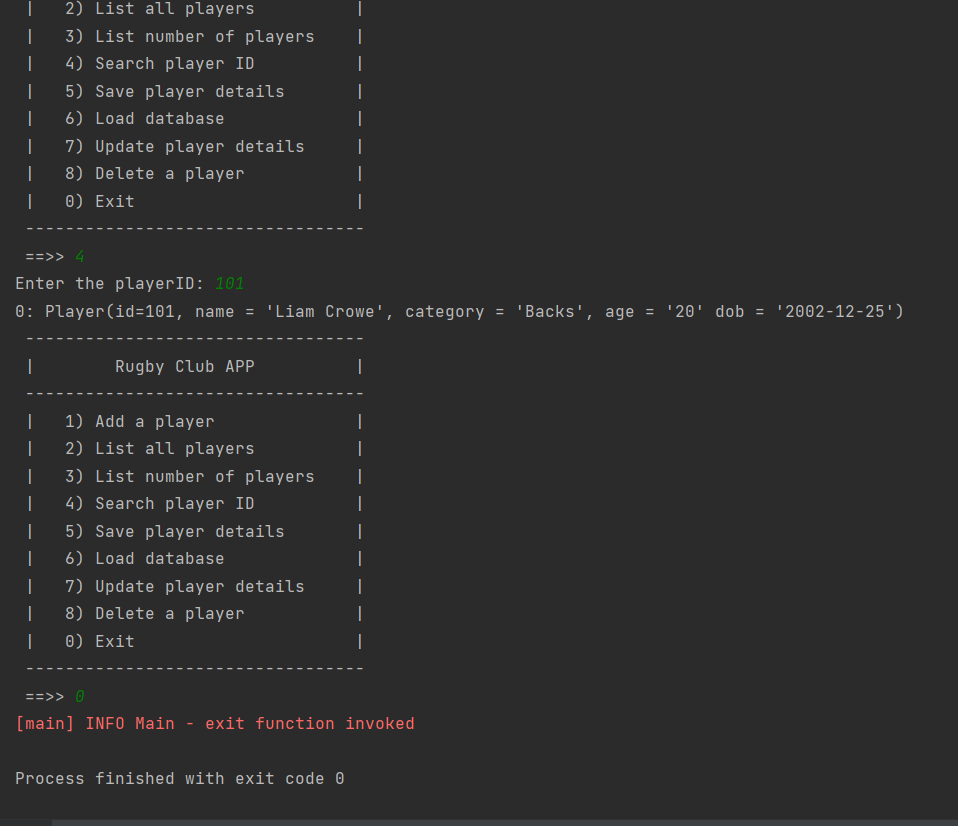 |   2) List all players          |
|   3) List number of players    |
|   4) Search player ID          |
|   5) Save player details       |
|   6) Load database             |
|   7) Update player details     |
|   8) Delete a player           |
|   0) Exit                      |
----------------------------------
==>> 4
Enter the playerID: 101
0: Player(id=101, name = 'Liam Crowe', category = 'Backs', age = '20' dob = '2002-12-25')
----------------------------------
|        Rugby Club APP          |
----------------------------------
|   1) Add a player              |
|   2) List all players          |
|   3) List number of players    |
|   4) Search player ID          |
|   5) Save player details       |
|   6) Load database             |
|   7) Update player details     |
|   8) Delete a player           |
|   0) Exit                      |
----------------------------------
==>> 0
[main] INFO Main - exit function invoked
Process finished with exit code 0